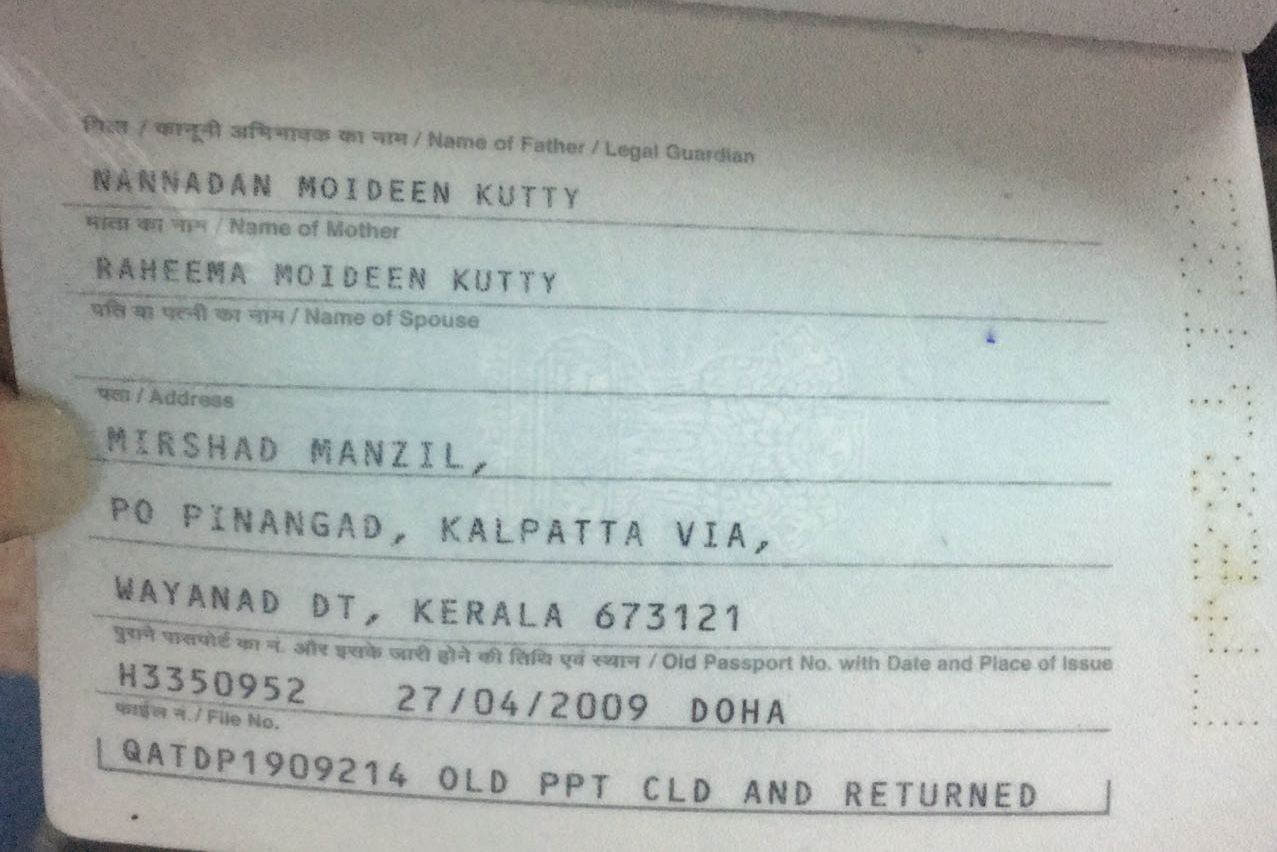 पिता / कानूनी अभिभावक का नाम / Name of Father / Legal Guardian
NANNADAN MOIDEEN KUTTY
माता का नाम / Name of Mother
RAHEEMA MOIDEEN KUTTY
पति या पत्नी का नाम / Name of Spouse
पता / Address
MIRSHAD MANZIL,
PO PINANGAD, KALPATTA VIA,
WAYANAD DT, KERALA 673121
पुराने पासपोर्ट का नं. और इसके जारी होने की तिथि एवं स्थान / Old Passport No. with Date and Place of Issue
H3350952 27/04/2009 DOHA
फाईल नं./ File No.
QATDP1909214 OLD PPT CLD AND RETURNED